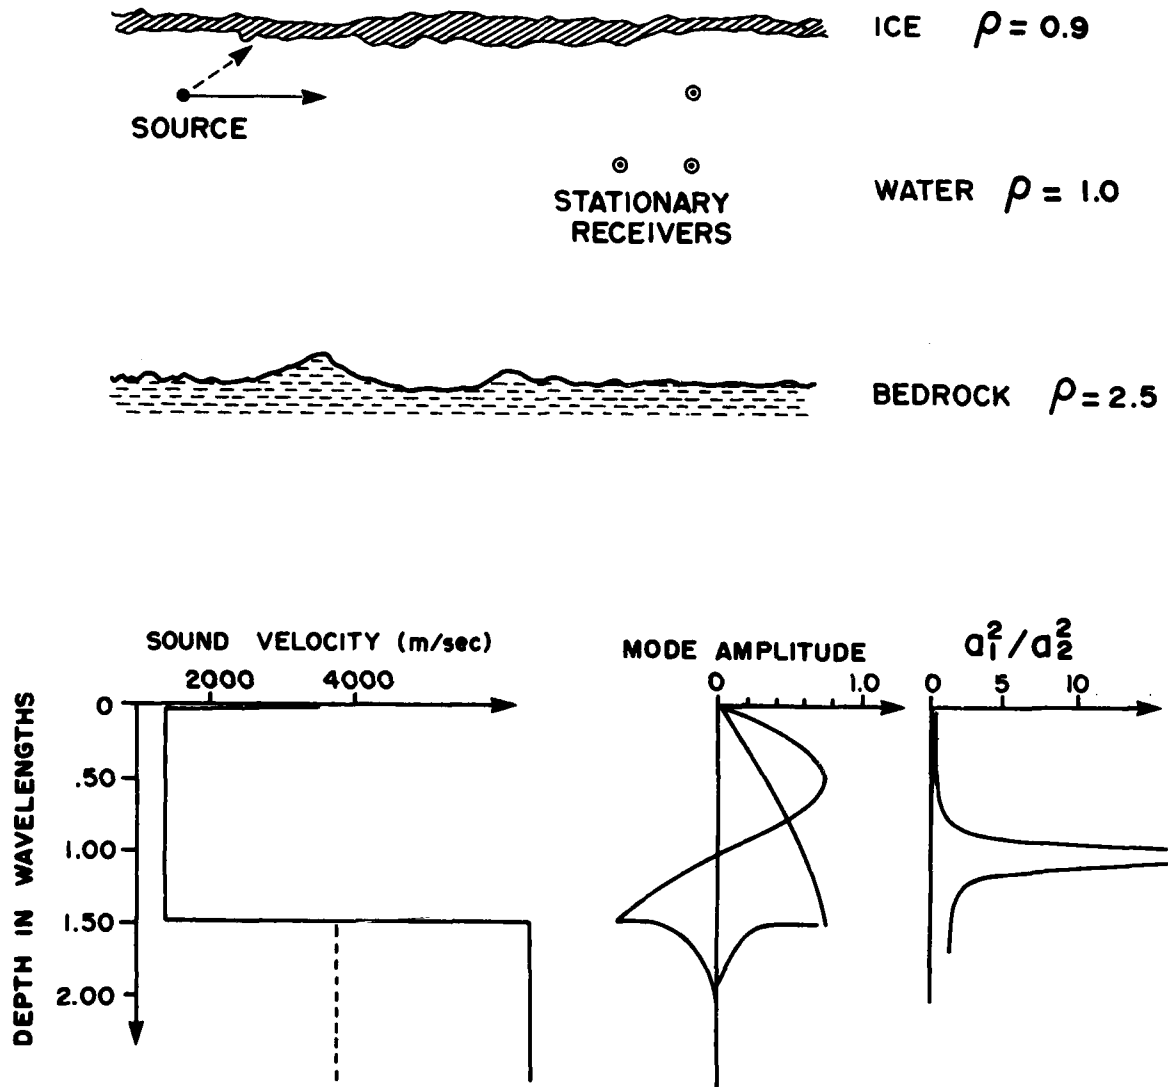 ICE ρ = 0.9
SOURCE
STATIONARY
RECEIVERS
WATER ρ = 1.0
BEDROCK ρ = 2.5
SOUND VELOCITY (m/sec)
2000 4000
MODE AMPLITUDE
0 1.0
a₁²/a₂²
0 5 10
DEPTH IN WAVELENGTHS
0
.50
1.00
1.50
2.00